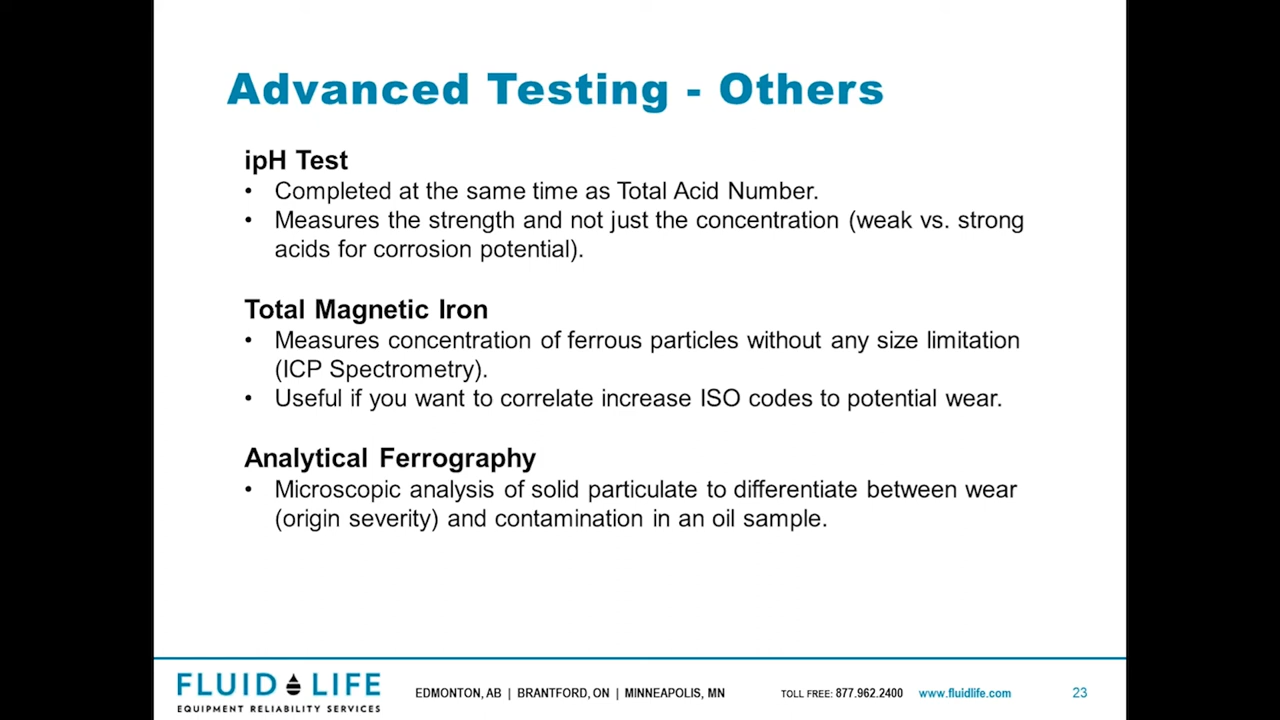 Advanced Testing - Others
ipH Test
• Completed at the same time as Total Acid Number.
• Measures the strength and not just the concentration (weak vs. strong
acids for corrosion potential).
Total Magnetic Iron
• Measures concentration of ferrous particles without any size limitation
(ICP Spectrometry).
• Useful if you want to correlate increase ISO codes to potential wear.
Analytical Ferrography
• Microscopic analysis of solid particulate to differentiate between wear
(origin severity) and contamination in an oil sample.
FLUID LIFE
EQUIPMENT RELIABILITY SERVICES
EDMONTON, AB | BRANTFORD, ON | MINNEAPOLIS, MN
TOLL FREE: 877.962.2400
www.fluidlife.com
23